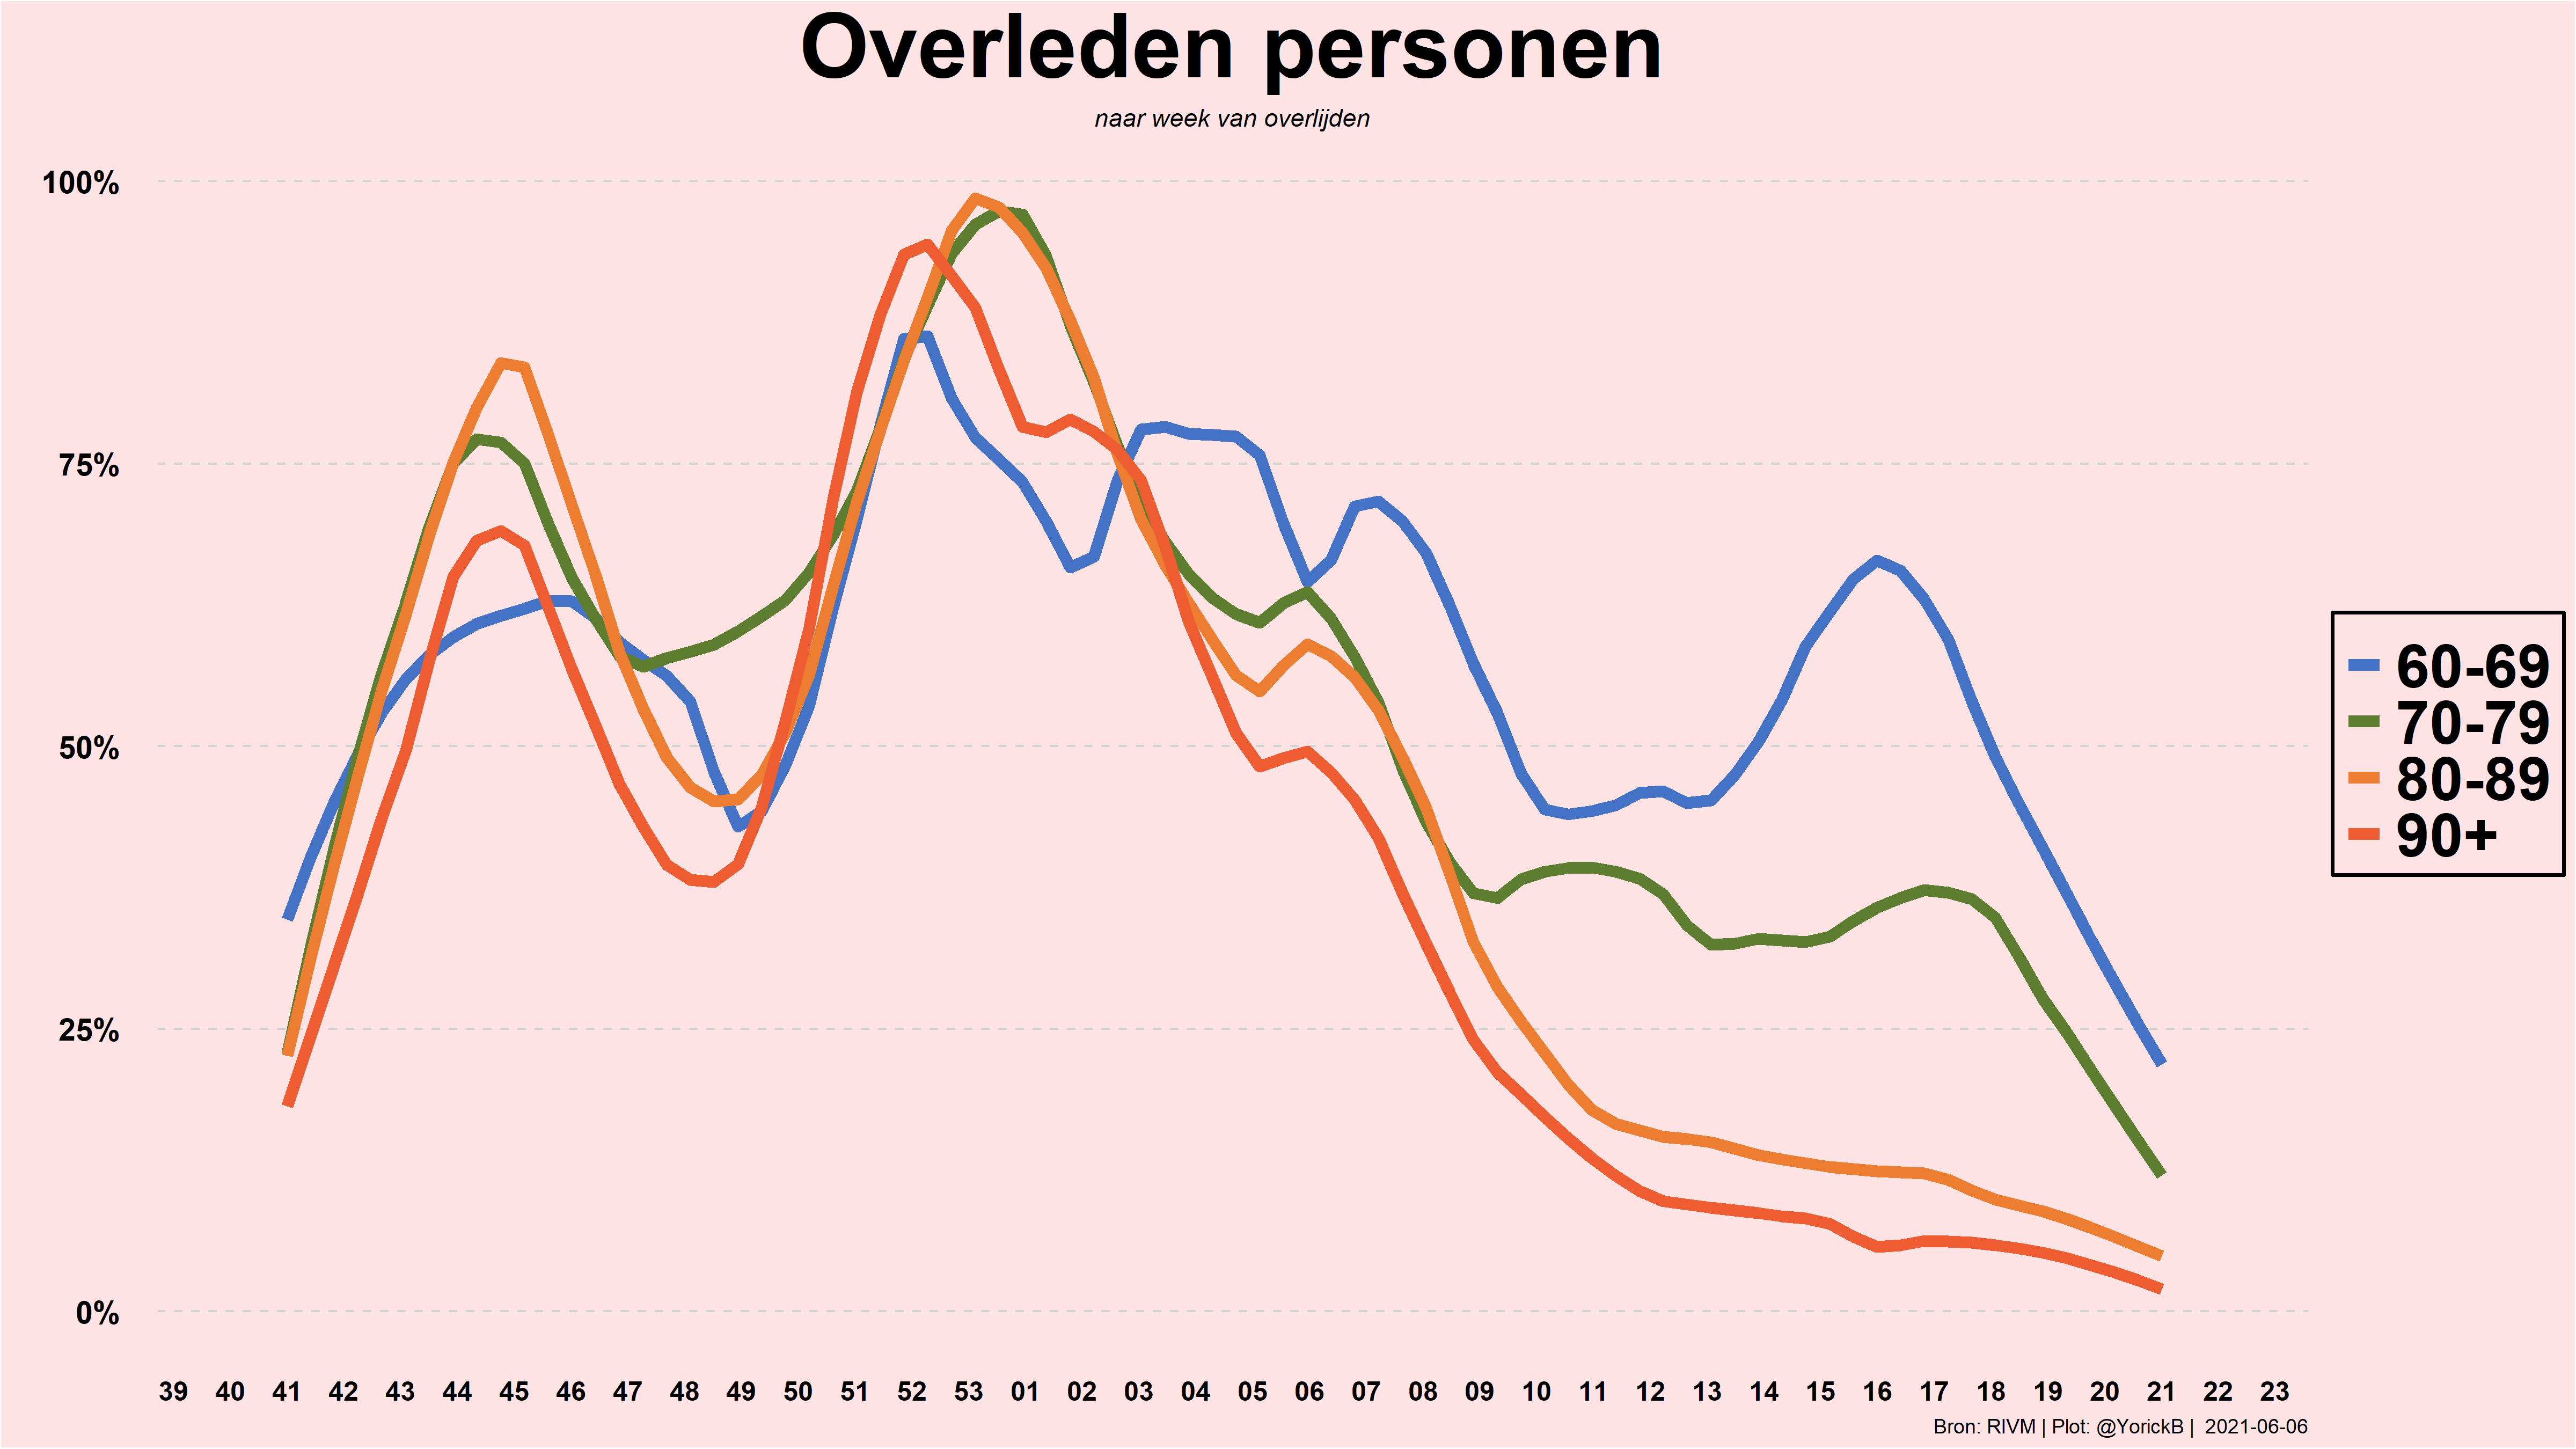 Overleden personen
naar week van overlijden
100%
75%
50%
25%
0%
60-69
70-79
80-89
90+
39 40 41 42 43 44 45 46 47 48 49 50 51 52 53 01 02 03 04 05 06 07 08 09 10 11 12 13 14 15 16 17 18 19 20 21 22 23
Bron: RIVM | Plot: @YorickB | 2021-06-06